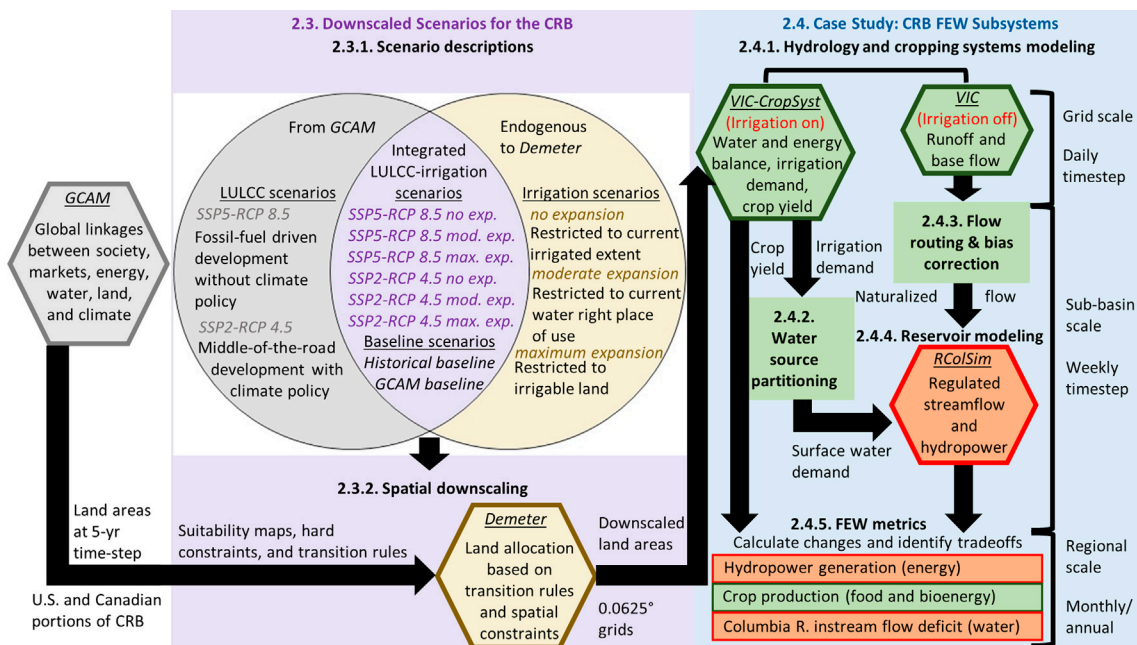 2.3. Downscaled Scenarios for the CRB
2.3.1. Scenario descriptions
2.4. Case Study: CRB FEW Subsystems
2.4.1. Hydrology and cropping systems modeling
GCAM
Global linkages
between society,
markets, energy,
water, land,
and climate
From GCAM
LULCC scenarios
SSP5-RCP 8.5
Fossil-fuel driven
development
without climate
policy
SSP2-RCP 4.5
Middle-of-the-road
development with
climate policy
Integrated
LULCC-irrigation
scenarios
SSP5-RCP 8.5 no exp.
SSP5-RCP 8.5 mod. exp.
SSP5-RCP 8.5 max. exp.
SSP2-RCP 4.5 no exp.
SSP2-RCP 4.5 mod. exp.
SSP2-RCP 4.5 max. exp.
Baseline scenarios
Historical baseline
GCAM baseline
Endogenous
to Demeter
Irrigation scenarios
no expansion
Restricted to current
irrigated extent
moderate expansion
Restricted to current
water right place
of use
maximum expansion
Restricted to
irrigable land
2.3.2. Spatial downscaling
Land areas
at 5-yr
time-step
Suitability maps, hard
constraints, and transition rules
U.S. and Canadian
portions of CRB
Demeter
Land allocation
based on
transition rules
and spatial
constraints
Downscaled
land areas
0.0625°
grids
VIC-CropSyst
(Irrigation on)
Water and energy
balance, irrigation
demand,
crop yield
VIC
(Irrigation off)
Runoff and
base flow
Grid scale
Daily
timestep
Crop
yield
Irrigation
demand
2.4.3. Flow
routing & bias
correction
Naturalized flow
2.4.2.
Water
source
partitioning
2.4.4. Reservoir modeling
RColSim
Regulated
streamflow
and
hydropower
Surface water
demand
Sub-basin
scale
Weekly
timestep
2.4.5. FEW metrics
Calculate changes and identify tradeoffs
Hydropower generation (energy)
Crop production (food and bioenergy)
Columbia R. instream flow deficit (water)
Regional
scale
Monthly/
annual